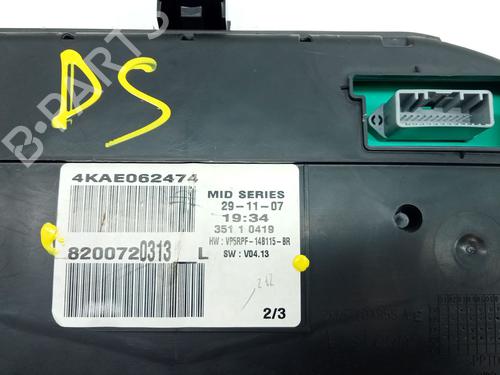 DS
B-PARTS
4KAE062474
MID SERIES
29-11-07
19:34
351 1 0419
HW: VP5RPF-14B115-BR
SW: V04.13
8200720313 L
212
2/3